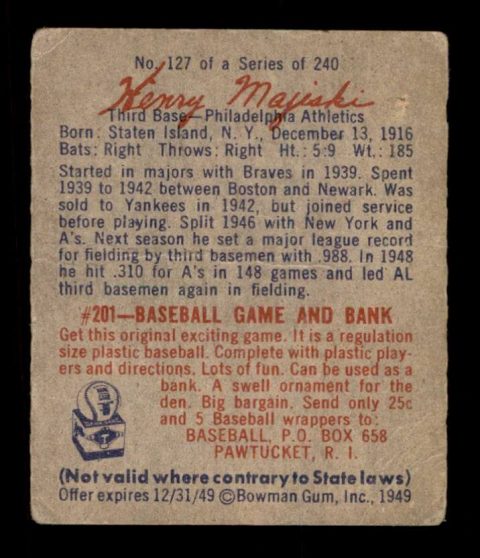 No. 127 of a Series of 240
Henry Majeski
Third Base—Philadelphia Athletics
Born: Staten Island, N. Y., December 13, 1916
Bats: Right Throws: Right Ht.: 5:9 Wt.: 185
Started in majors with Braves in 1939. Spent
1939 to 1942 between Boston and Newark. Was
sold to Yankees in 1942, but joined service
before playing. Split 1946 with New York and
A's. Next season he set a major league record
for fielding by third basemen with .988. In 1948
he hit .310 for A's in 148 games and led AL
third basemen again in fielding.
#201—BASEBALL GAME AND BANK
Get this original exciting game. It is a regulation
size plastic baseball. Complete with plastic play-
ers and directions. Lots of fun. Can be used as a
bank. A swell ornament for the
den. Big bargain. Send only 25c
and 5 Baseball wrappers to:
BASEBALL, P.O. BOX 658
PAWTUCKET, R. I.
(Not valid where contrary to State laws)
Offer expires 12/31/49 ©Bowman Gum, Inc., 1949